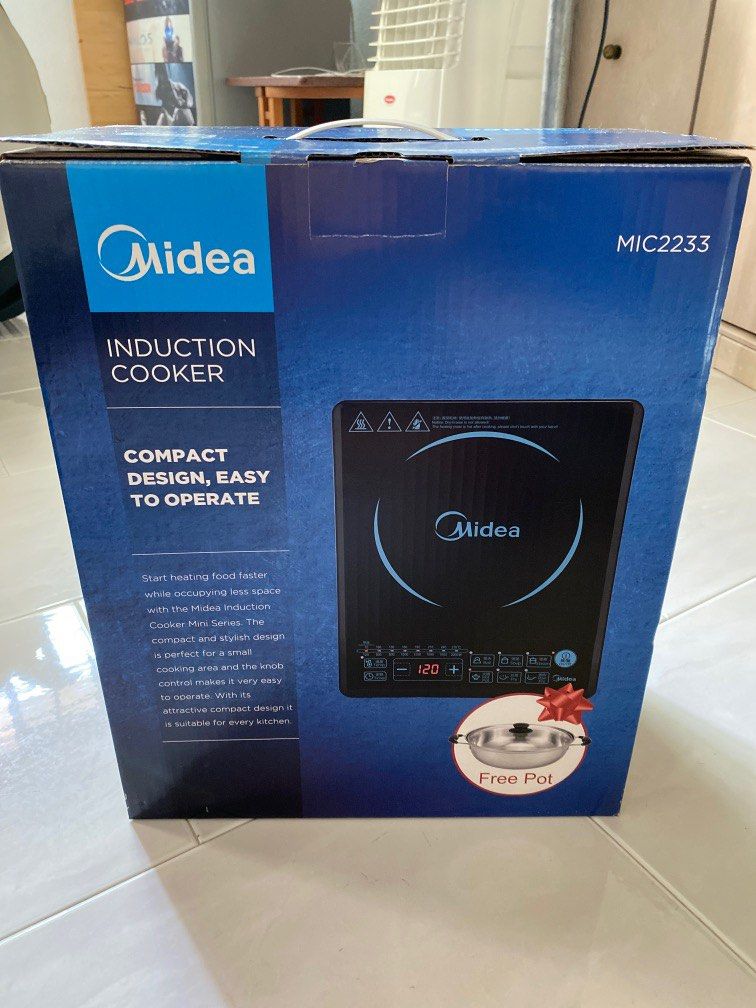 Midea
MIC2233
INDUCTION
COOKER
COMPACT
DESIGN, EASY
TO OPERATE
Start heating food faster
while occupying less space
with the Midea Induction
Cooker Mini Series. The
compact and stylish design
is perfect for a small
cooking area and the knob
control makes it very easy
to operate. With its
attractive compact design it
is suitable for every kitchen.
Midea
120
Midea
Free Pot